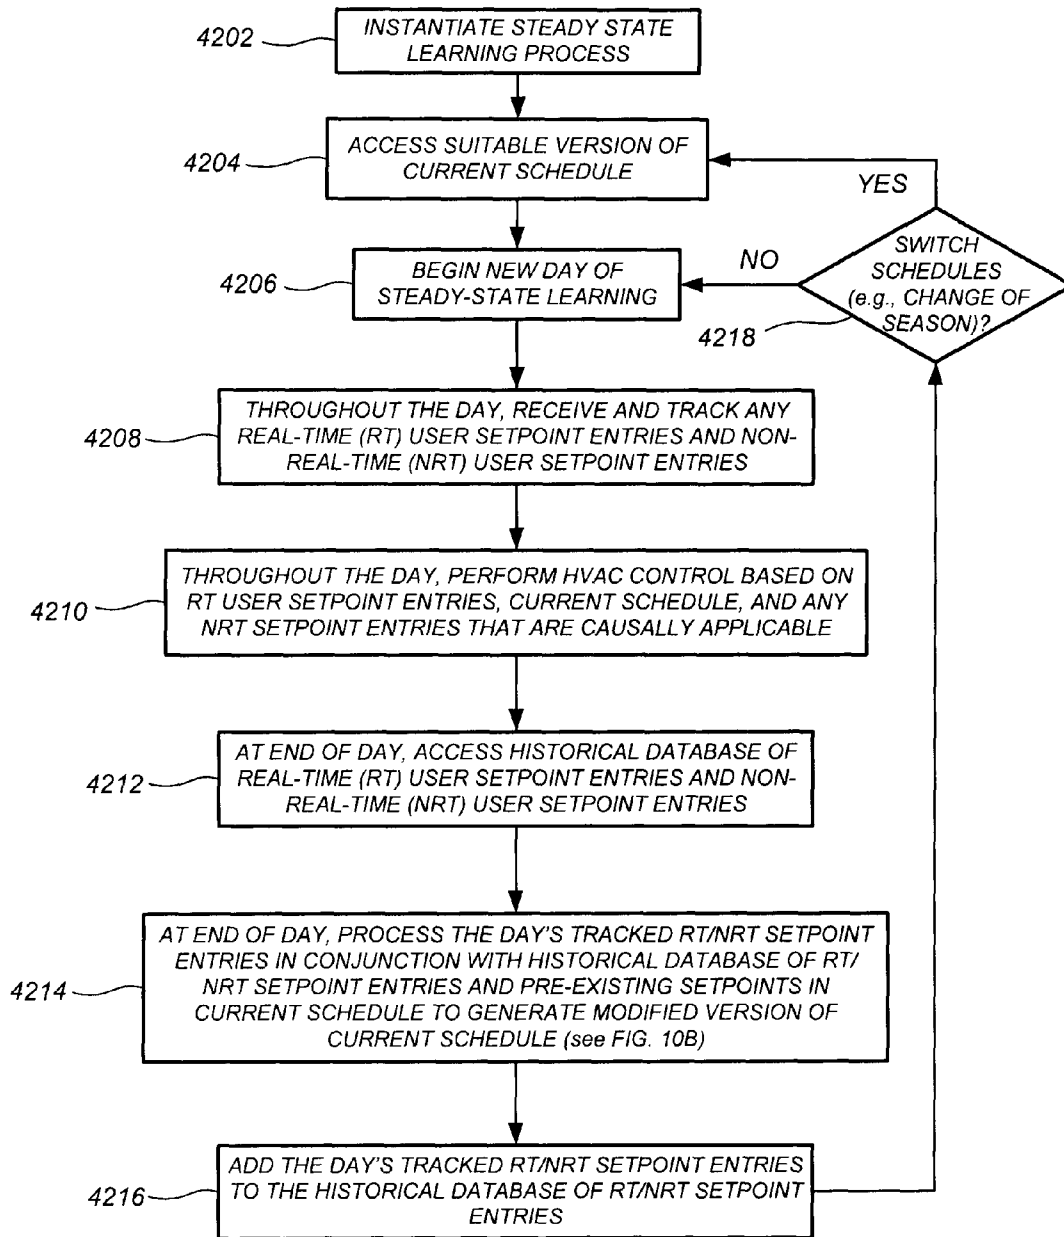 4202
INSTANTIATE STEADY STATE
LEARNING PROCESS
4204
ACCESS SUITABLE VERSION OF
CURRENT SCHEDULE
YES
4206
BEGIN NEW DAY OF
STEADY-STATE LEARNING
NO
SWITCH
SCHEDULES
(e.g., CHANGE OF
SEASON)?
4218
4208
THROUGHOUT THE DAY, RECEIVE AND TRACK ANY
REAL-TIME (RT) USER SETPOINT ENTRIES AND NON-
REAL-TIME (NRT) USER SETPOINT ENTRIES
4210
THROUGHOUT THE DAY, PERFORM HVAC CONTROL BASED ON
RT USER SETPOINT ENTRIES, CURRENT SCHEDULE, AND ANY
NRT SETPOINT ENTRIES THAT ARE CAUSALLY APPLICABLE
4212
AT END OF DAY, ACCESS HISTORICAL DATABASE OF
REAL-TIME (RT) USER SETPOINT ENTRIES AND NON-
REAL-TIME (NRT) USER SETPOINT ENTRIES
4214
AT END OF DAY, PROCESS THE DAY'S TRACKED RT/NRT SETPOINT
ENTRIES IN CONJUNCTION WITH HISTORICAL DATABASE OF RT/
NRT SETPOINT ENTRIES AND PRE-EXISTING SETPOINTS IN
CURRENT SCHEDULE TO GENERATE MODIFIED VERSION OF
CURRENT SCHEDULE (see FIG. 10B)
4216
ADD THE DAY'S TRACKED RT/NRT SETPOINT ENTRIES
TO THE HISTORICAL DATABASE OF RT/NRT SETPOINT
ENTRIES